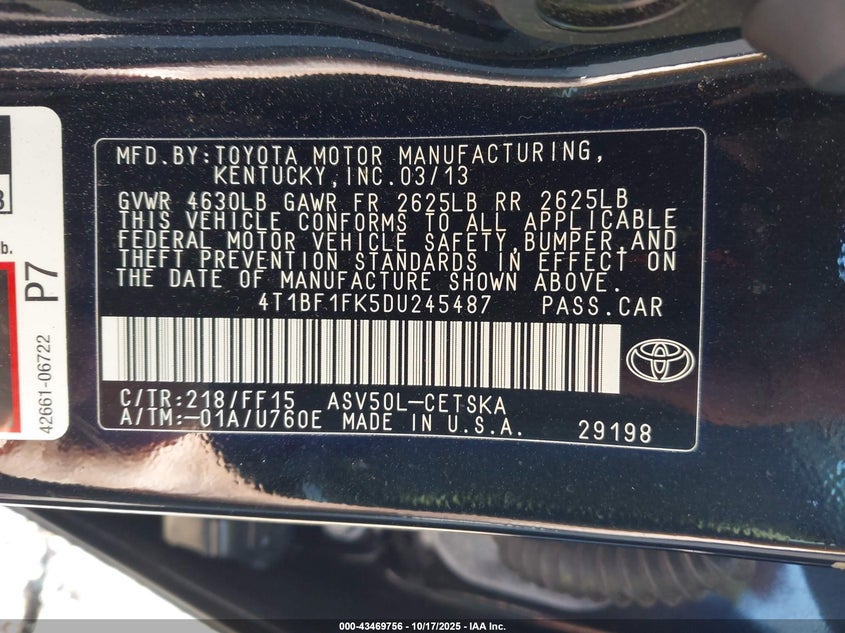 MFD.BY:TOYOTA MOTOR MANUFACTURING,
KENTUCKY,INC.03/13
GVWR 4630LB GAWR FR 2625LB RR 2625LB
THIS VEHICLE CONFORMS TO ALL APPLICABLE
FEDERAL MOTOR VEHICLE SAFETY,BUMPER,AND
THEFT PREVENTION STANDARDS IN EFFECT ON
THE DATE OF MANUFACTURE SHOWN ABOVE.
4T1BF1FK5DU245487 PASS.CAR
C/TR:218/FF15 ASV50L-CETSKA
A/TM:-01A/U760E MADE IN U.S.A. 29198
b.
P7
42661-06722
000-43469756 | 10/17/2025 | IAA Inc.